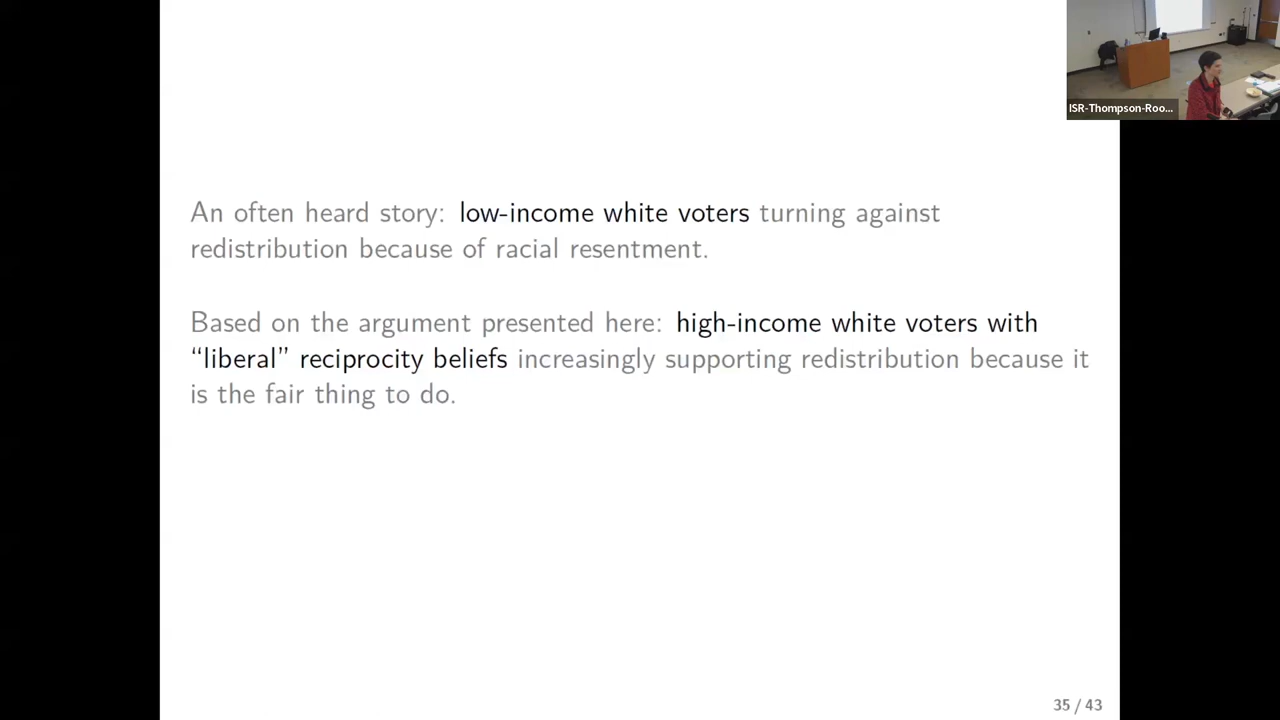 ISR-Thompson-Roo...
An often heard story: low-income white voters turning against
redistribution because of racial resentment.
Based on the argument presented here: high-income white voters with
“liberal” reciprocity beliefs increasingly supporting redistribution because it
is the fair thing to do.
35 / 43